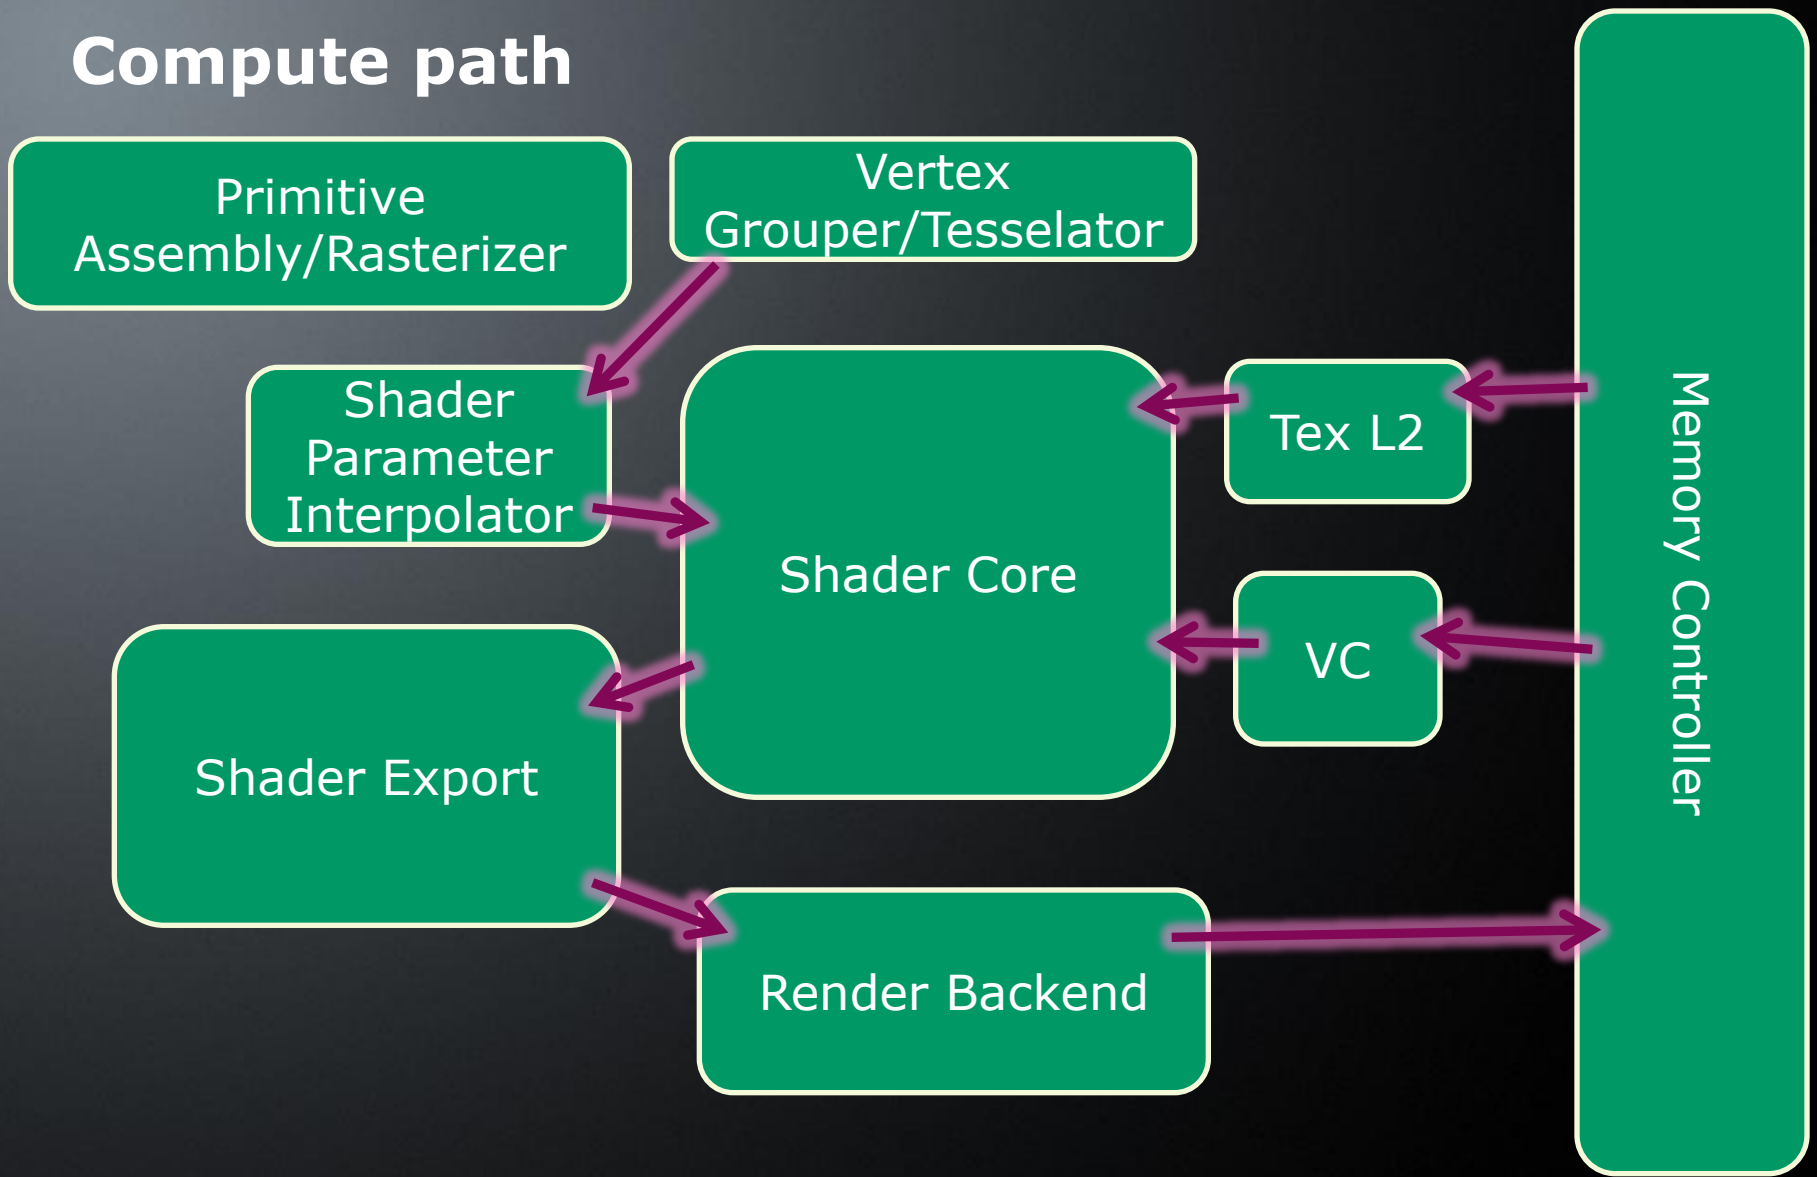 Compute path
Primitive
Assembly/Rasterizer
Vertex
Grouper/Tesselator
Shader
Parameter
Interpolator
Shader Core
Tex L2
VC
Memory Controller
Shader Export
Render Backend